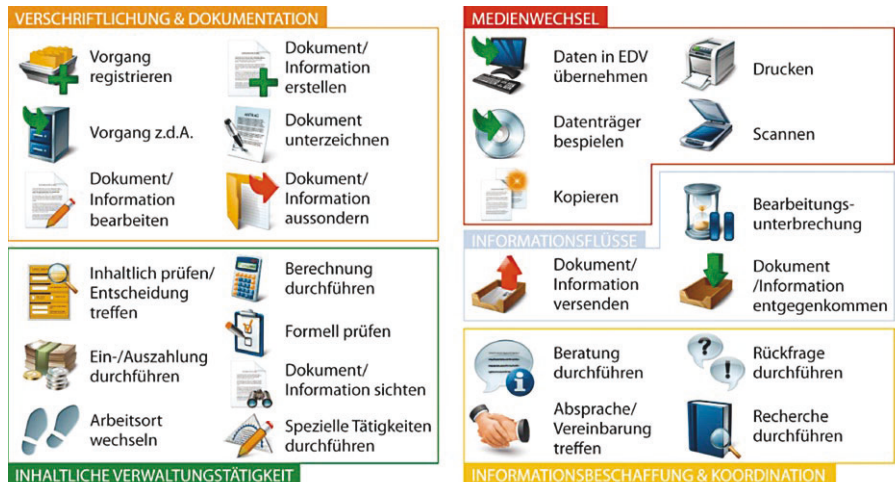 VERSCHRIFTLICHUNG & DOKUMENTATION
Vorgang
registrieren
Dokument/
Information
erstellen
Vorgang z.d.A.
Dokument
unterzeichnen
Dokument/
Information
bearbeiten
Dokument/
Information
aussondern
MEDIENWECHSEL
Daten in EDV
übernehmen
Drucken
Datenträger
bespielen
Scannen
Kopieren
Bearbeitungs-
unterbrechung
INFORMATIONSFLÜSSE
Dokument/
Information
versenden
Dokument
/Information
entgegenkommen
Inhaltlich prüfen/
Entscheidung
treffen
Berechnung
durchführen
Formell prüfen
Ein-/Auszahlung
durchführen
Dokument/
Information sichten
Arbeitsort
wechseln
Spezielle Tätigkeiten
durchführen
INHALTLICHE VERWALTUNGSTÄTIGKEIT
Beratung
durchführen
Rückfrage
durchführen
Absprache/
Vereinbarung
treffen
Recherche
durchführen
INFORMATIONSBESCHAFFUNG & KOORDINATION